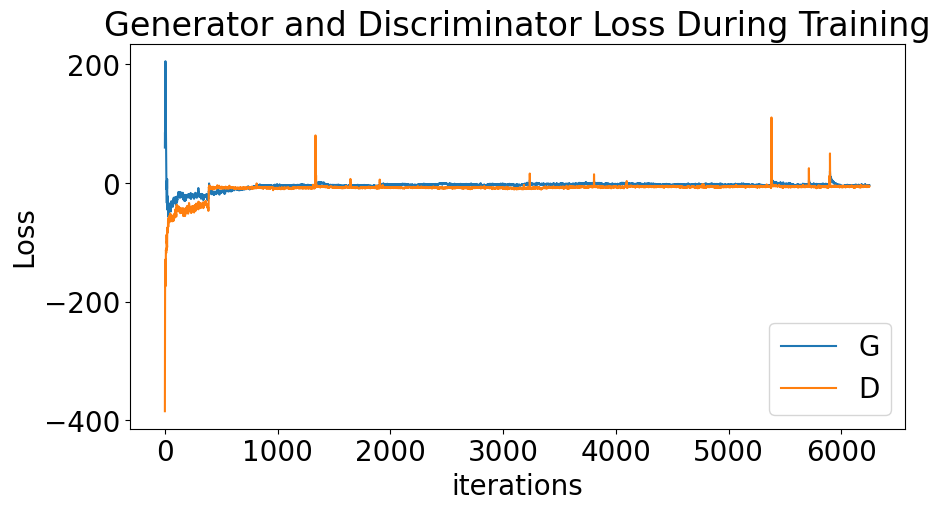 Generator and Discriminator Loss During Training
200
0
−200
−400
Loss
0 1000 2000 3000 4000 5000 6000
iterations
G
D